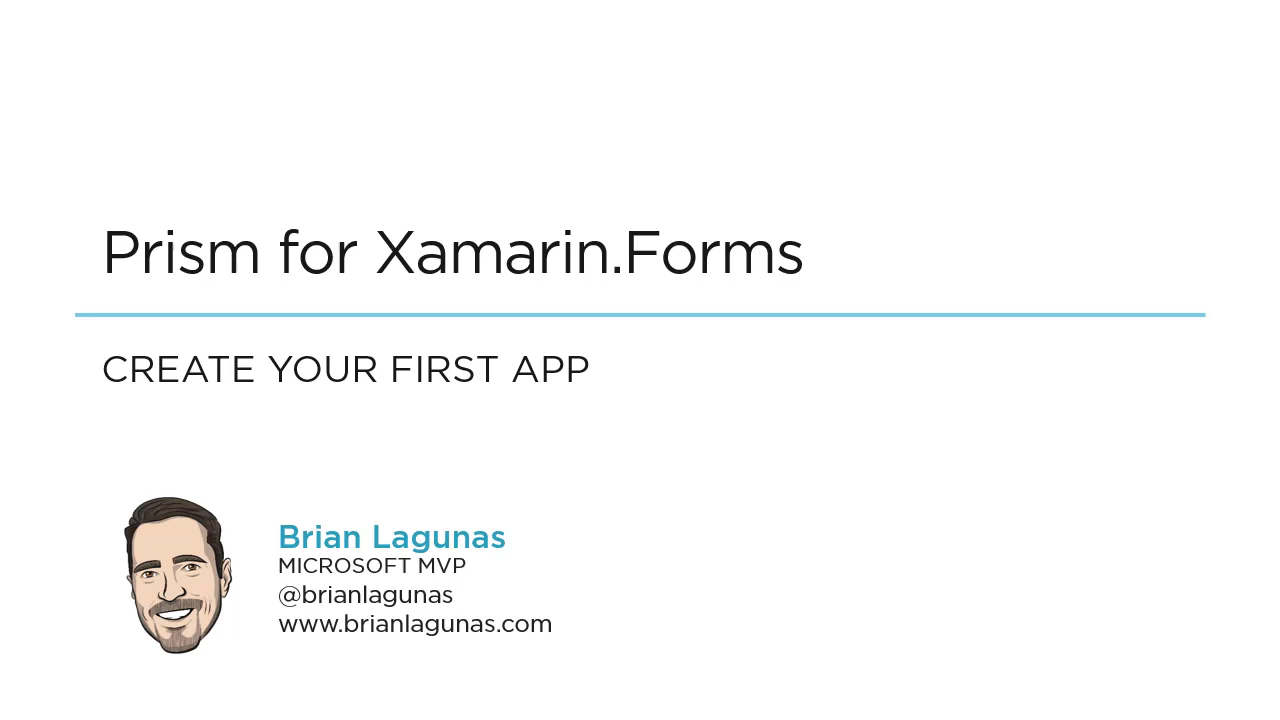 Prism for Xamarin.Forms
CREATE YOUR FIRST APP
Brian Lagunas
MICROSOFT MVP
@brianlagunas
www.brianlagunas.com